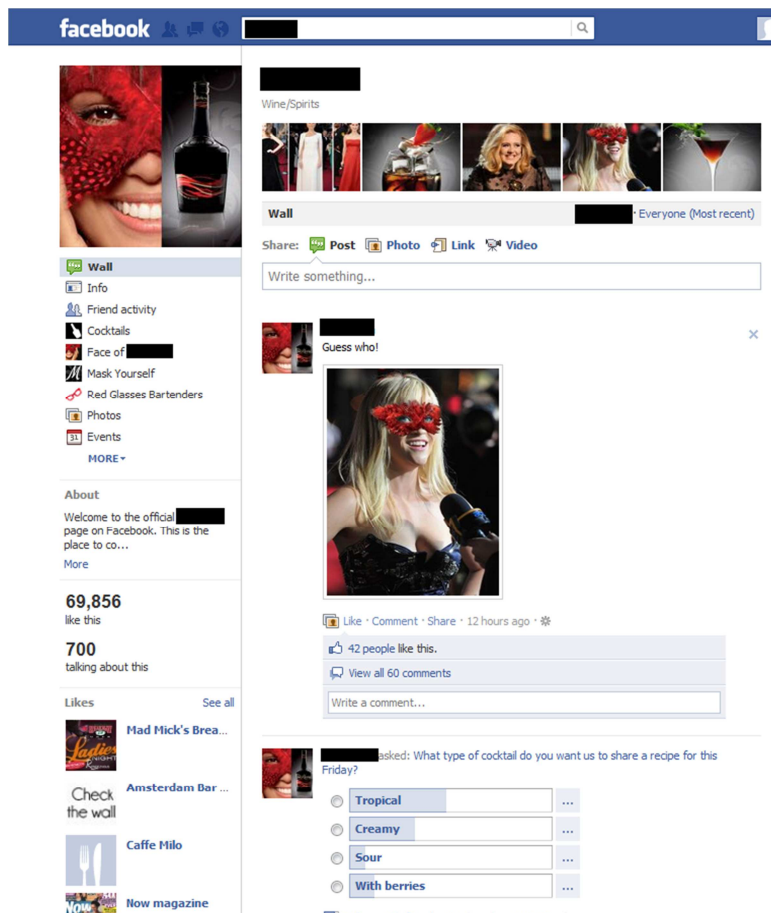 facebook
Wine/Spirits
Wall
· Everyone (Most recent)
Share: Post Photo Link Video
Write something...
Wall
Info
Friend activity
Cocktails
Face of
Mask Yourself
Red Glasses Bartenders
Photos
31 Events
MORE
About
Welcome to the official
page on Facebook. This is the
place to co...
More
69,856
like this
700
talking about this
Likes See all
Ladies
NIGHT
Mad Mick's Brea...
Check
the wall
Amsterdam Bar ...
Caffe Milo
Now
Now magazine
Guess who!
Like · Comment · Share · 12 hours ago ·
42 people like this.
View all 60 comments
Write a comment...
asked: What type of cocktail do you want us to share a recipe for this
Friday?
Tropical ...
Creamy ...
Sour ...
With berries ...